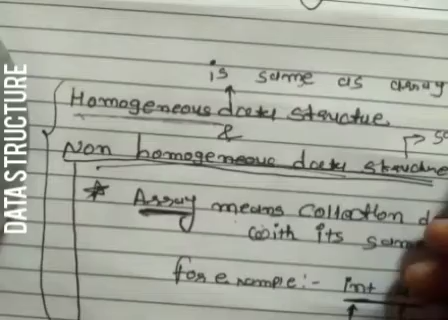 is same as array
Homogeneous data structure.
&
Non homogeneous data structure
* Array means collection
with its same
for example:- int
DATA STRUCTURE